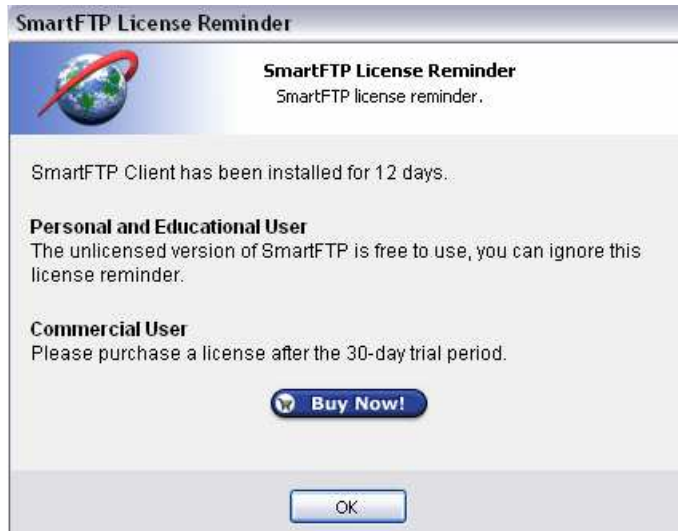 SmartFTP License Reminder
SmartFTP License Reminder
SmartFTP license reminder.
SmartFTP Client has been installed for 12 days.
Personal and Educational User
The unlicensed version of SmartFTP is free to use, you can ignore this
license reminder.
Commercial User
Please purchase a license after the 30-day trial period.
Buy Now!
OK